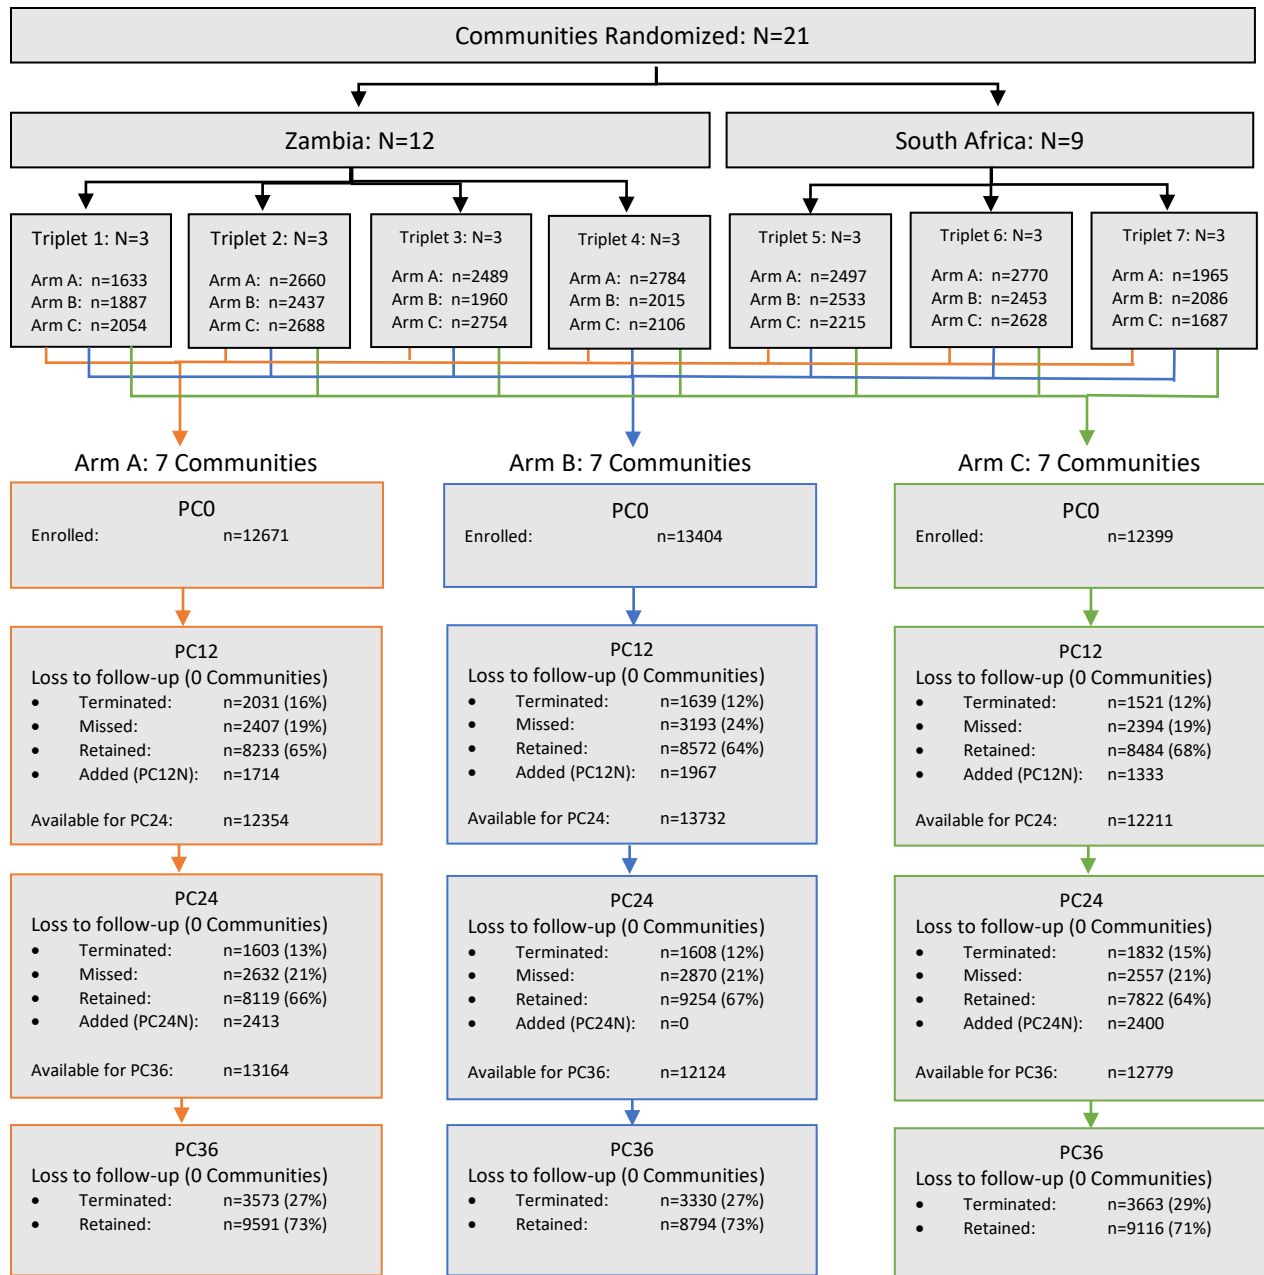 Communities Randomized: N=21
Zambia: N=12
South Africa: N=9
Triplet 1: N=3
Arm A: n=1633
Arm B: n=1887
Arm C: n=2054
Triplet 2: N=3
Arm A: n=2660
Arm B: n=2437
Arm C: n=2688
Triplet 3: N=3
Arm A: n=2489
Arm B: n=1960
Arm C: n=2754
Triplet 4: N=3
Arm A: n=2784
Arm B: n=2015
Arm C: n=2106
Triplet 5: N=3
Arm A: n=2497
Arm B: n=2533
Arm C: n=2215
Triplet 6: N=3
Arm A: n=2770
Arm B: n=2453
Arm C: n=2628
Triplet 7: N=3
Arm A: n=1965
Arm B: n=2086
Arm C: n=1687
Arm A: 7 Communities
PC0
Enrolled: n=12671
PC12
Loss to follow-up (0 Communities)
• Terminated: n=2031 (16%)
• Missed: n=2407 (19%)
• Retained: n=8233 (65%)
• Added (PC12N): n=1714
Available for PC24: n=12354
PC24
Loss to follow-up (0 Communities)
• Terminated: n=1603 (13%)
• Missed: n=2632 (21%)
• Retained: n=8119 (66%)
• Added (PC24N): n=2413
Available for PC36: n=13164
PC36
Loss to follow-up (0 Communities)
• Terminated: n=3573 (27%)
• Retained: n=9591 (73%)
Arm B: 7 Communities
PC0
Enrolled: n=13404
PC12
Loss to follow-up (0 Communities)
• Terminated: n=1639 (12%)
• Missed: n=3193 (24%)
• Retained: n=8572 (64%)
• Added (PC12N): n=1967
Available for PC24: n=13732
PC24
Loss to follow-up (0 Communities)
• Terminated: n=1608 (12%)
• Missed: n=2870 (21%)
• Retained: n=9254 (67%)
• Added (PC24N): n=0
Available for PC36: n=12124
PC36
Loss to follow-up (0 Communities)
• Terminated: n=3330 (27%)
• Retained: n=8794 (73%)
Arm C: 7 Communities
PC0
Enrolled: n=12399
PC12
Loss to follow-up (0 Communities)
• Terminated: n=1521 (12%)
• Missed: n=2394 (19%)
• Retained: n=8484 (68%)
• Added (PC12N): n=1333
Available for PC24: n=12211
PC24
Loss to follow-up (0 Communities)
• Terminated: n=1832 (15%)
• Missed: n=2557 (21%)
• Retained: n=7822 (64%)
• Added (PC24N): n=2400
Available for PC36: n=12779
PC36
Loss to follow-up (0 Communities)
• Terminated: n=3663 (29%)
• Retained: n=9116 (71%)